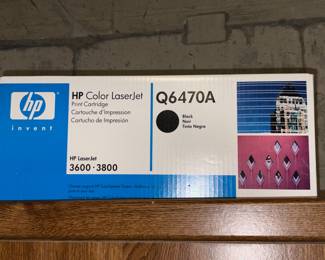 hp
invent
HP Color LaserJet
Print Cartridge
Cartouche d'impression
Cartucho de Impresión
HP LaserJet
3600 · 3800
Q6470A
Black
Noir
Tinta Negra